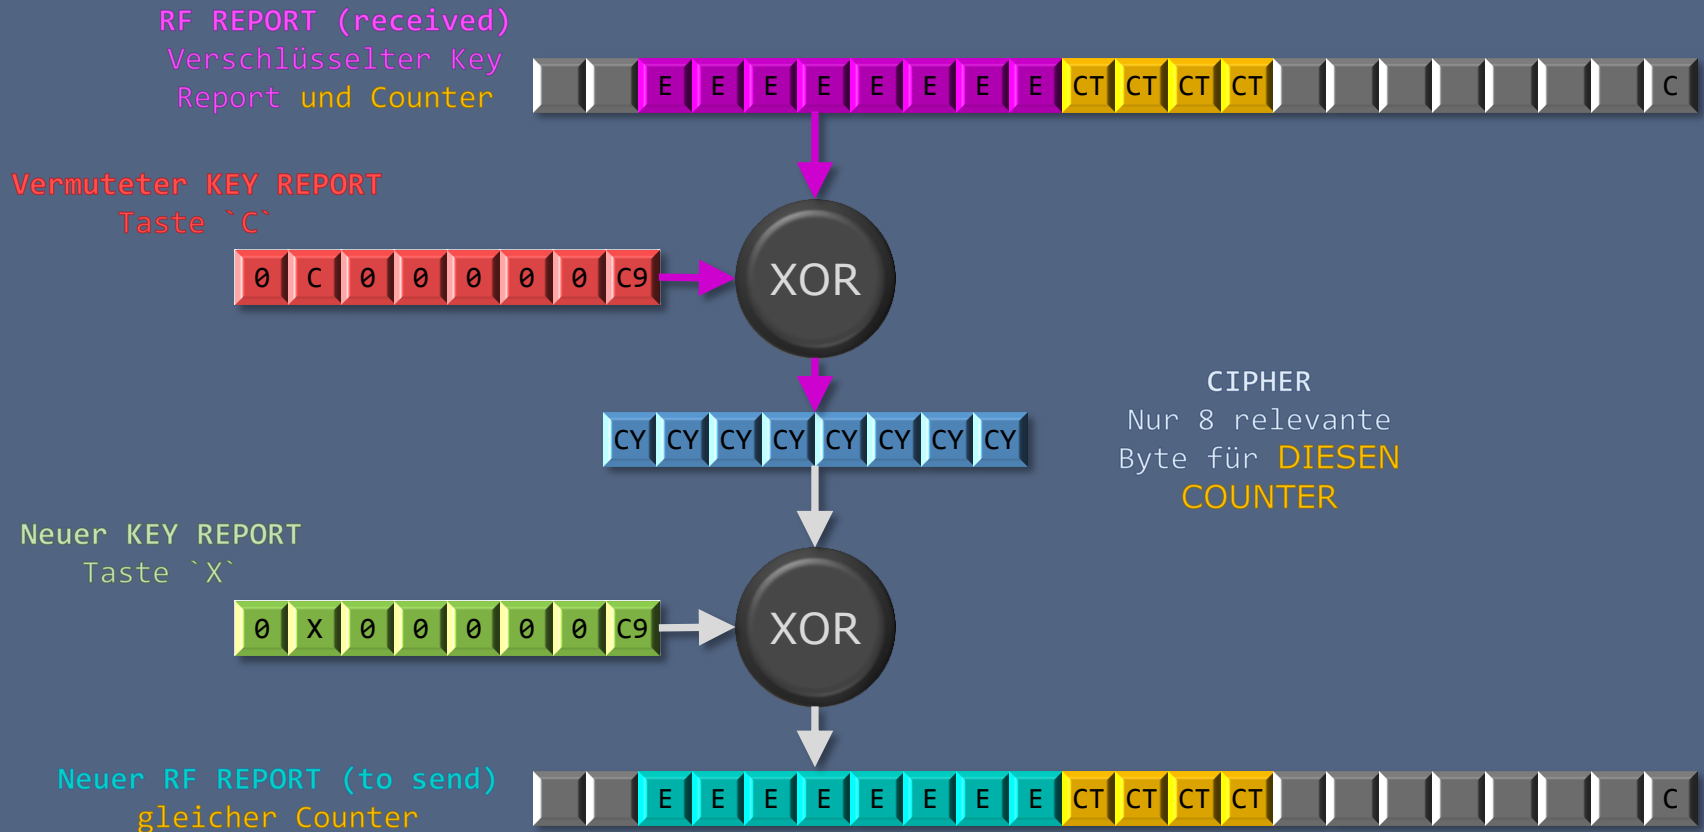 RF REPORT (received)
Verschlüsselter Key
Report und Counter
E E E E E E E E CT CT CT CT C
Vermuteter KEY REPORT
Taste `C`
0 C 0 0 0 0 0 C9
XOR
CY CY CY CY CY CY CY CY
CIPHER
Nur 8 relevante
Byte für DIESEN
COUNTER
Neuer KEY REPORT
Taste `X`
0 X 0 0 0 0 0 C9
XOR
Neuer RF REPORT (to send)
gleicher Counter
E E E E E E E E CT CT CT CT C